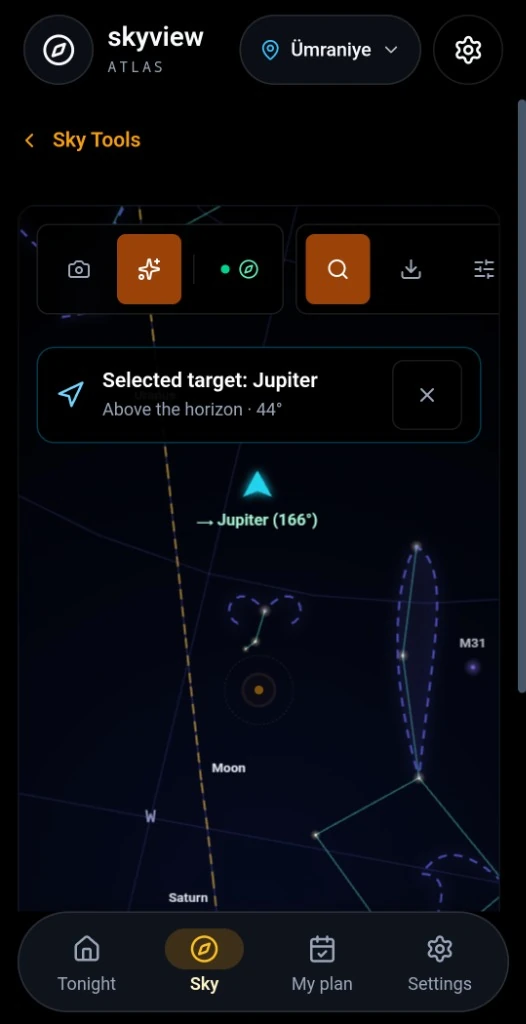 skyview
ATLAS
Ümraniye
Sky Tools
Selected target: Jupiter
Above the horizon · 44°
→ Jupiter (166°)
M31
Moon
W
Saturn
Tonight
Sky
My plan
Settings